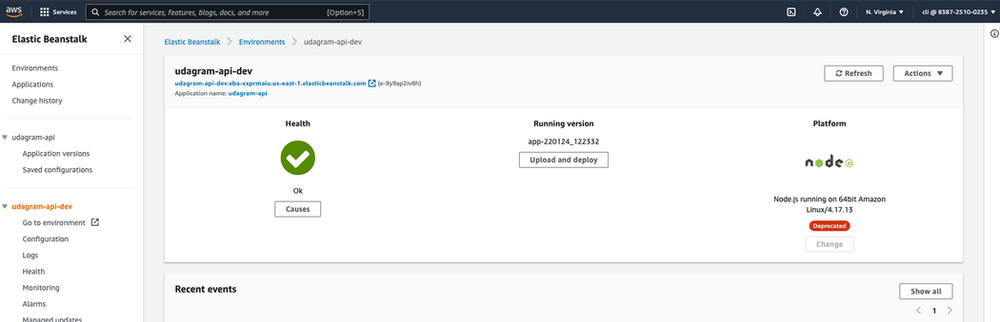 aws
Services
Search for services, features, blogs, docs, and more
[Option+S]
N. Virginia
cli @ 8387-2510-0235
Elastic Beanstalk
Environments
Applications
Change history
udagram-api
Application versions
Saved configurations
udagram-api-dev
Go to environment
Configuration
Logs
Health
Monitoring
Alarms
Managed updates
Elastic Beanstalk
Environments
udagram-api-dev
udagram-api-dev
udagram-api-dev.eba-xxprmaiu.us-east-1.elasticbeanstalk.com (e-9y9ap2iv8h)
Application name: udagram-api
Refresh
Actions
Health
Ok
Causes
Running version
app-220124_122332
Upload and deploy
Platform
node
JS
Node.js running on 64bit Amazon
Linux/4.17.13
Deprecated
Change
Recent events
Show all
1